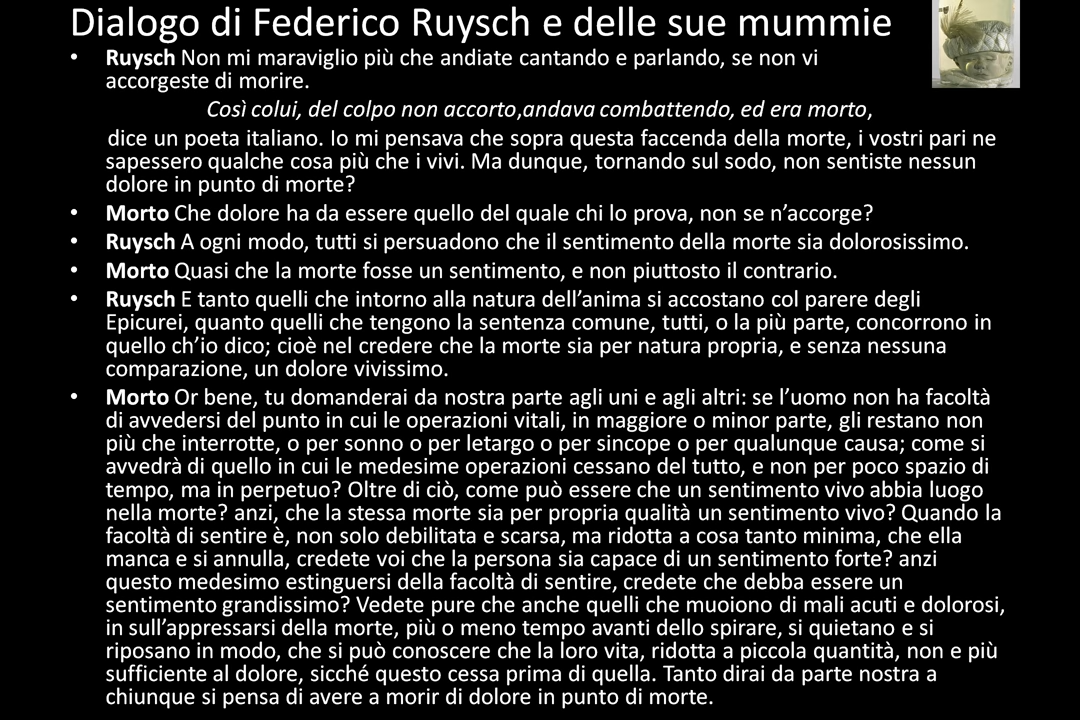 Dialogo di Federico Ruysch e delle sue mummie
• Ruysch Non mi maraviglio più che andiate cantando e parlando, se non vi
accorgeste di morire.
Così colui, del colpo non accorto,andava combattendo, ed era morto,
dice un poeta italiano. Io mi pensava che sopra questa faccenda della morte, i vostri pari ne
sapessero qualche cosa più che i vivi. Ma dunque, tornando sul sodo, non sentiste nessun
dolore in punto di morte?
• Morto Che dolore ha da essere quello del quale chi lo prova, non se n’accorge?
• Ruysch A ogni modo, tutti si persuadono che il sentimento della morte sia dolorosissimo.
• Morto Quasi che la morte fosse un sentimento, e non piuttosto il contrario.
• Ruysch E tanto quelli che intorno alla natura dell’anima si accostano col parere degli
Epicurei, quanto quelli che tengono la sentenza comune, tutti, o la più parte, concorrono in
quello ch’io dico; cioè nel credere che la morte sia per natura propria, e senza nessuna
comparazione, un dolore vivissimo.
• Morto Or bene, tu domanderai da nostra parte agli uni e agli altri: se l’uomo non ha facoltà
di avvedersi del punto in cui le operazioni vitali, in maggiore o minor parte, gli restano non
più che interrotte, o per sonno o per letargo o per sincope o per qualunque causa; come si
avvedrà di quello in cui le medesime operazioni cessano del tutto, e non per poco spazio di
tempo, ma in perpetuo? Oltre di ciò, come può essere che un sentimento vivo abbia luogo
nella morte? anzi, che la stessa morte sia per propria qualità un sentimento vivo? Quando la
facoltà di sentire è, non solo debilitata e scarsa, ma ridotta a cosa tanto minima, che ella
manca e si annulla, credete voi che la persona sia capace di un sentimento forte? anzi
questo medesimo estinguersi della facoltà di sentire, credete che debba essere un
sentimento grandissimo? Vedete pure che anche quelli che muoiono di mali acuti e dolorosi,
in sull’appressarsi della morte, più o meno tempo avanti dello spirare, si quietano e si
riposano in modo, che si può conoscere che la loro vita, ridotta a piccola quantità, non e più
sufficiente al dolore, sicché questo cessa prima di quella. Tanto dirai da parte nostra a
chiunque si pensa di avere a morir di dolore in punto di morte.